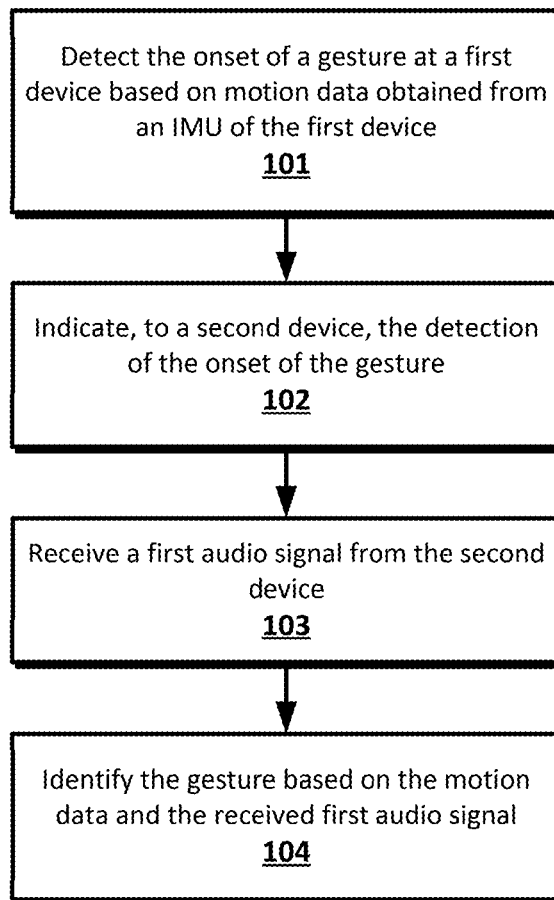 Detect the onset of a gesture at a first
device based on motion data obtained from
an IMU of the first device
101
Indicate, to a second device, the detection
of the onset of the gesture
102
Receive a first audio signal from the second
device
103
Identify the gesture based on the motion
data and the received first audio signal
104